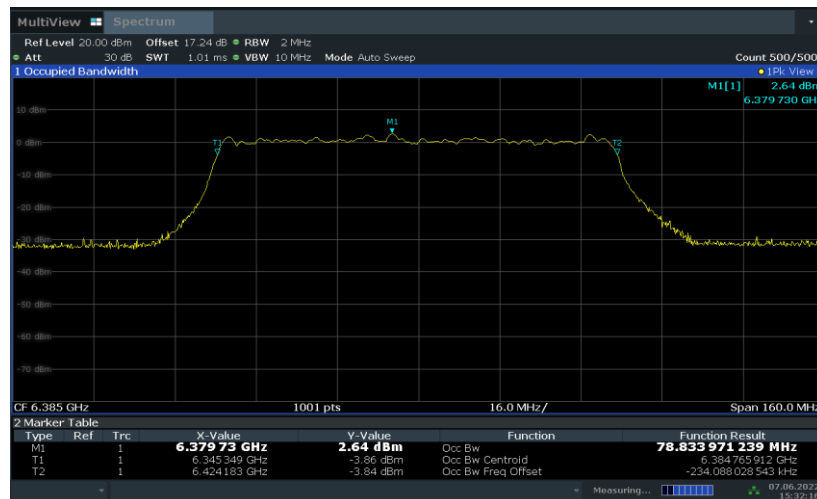 MultiView Spectrum
Ref Level 20.00 dBm Offset 17.24 dB RBW 2 MHz
Att 30 dB SWT 1.01 ms VBW 10 MHz Mode Auto Sweep Count 500/500
1 Occupied Bandwidth 1Pk View
M1[1] 2.64 dBm
6.379 730 GH
10 dBm
M1
0 dBm T1 T2
-10 dBm
-20 dBm
-30 dBm
-40 dBm
-50 dBm
-60 dBm
-70 dBm
CF 6.385 GHz 1001 pts 16.0 MHz/ Span 160.0 MHz
2 Marker Table
Type Ref Trc X-Value Y-Value Function Function Result
M1 1 6.379 73 GHz 2.64 dBm Occ Bw 78.833 971 239 MHz
T1 1 6.345 349 GHz -3.86 dBm Occ Bw Centroid 6.384 765 912 GHz
T2 1 6.424 183 GHz -3.84 dBm Occ Bw Freq Offset -234.088 028 543 kHz
Measuring... 07.06.2022
15:32:16